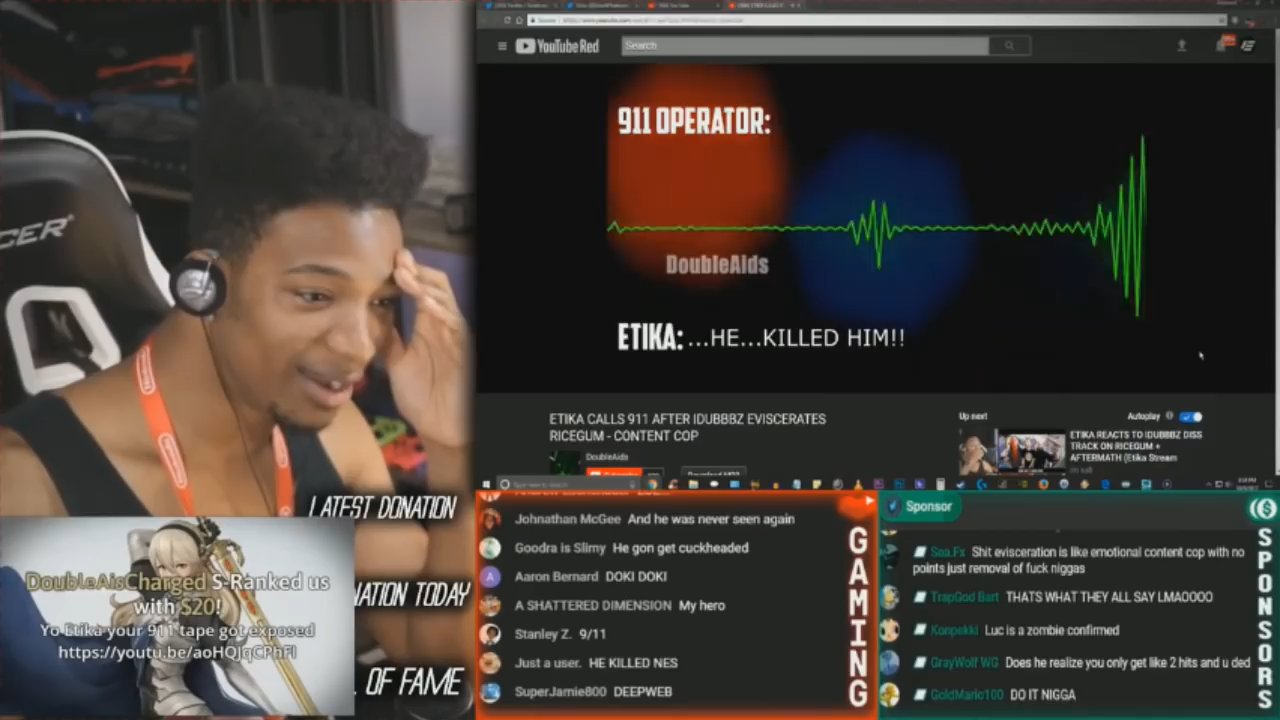 YouTube Red
Search
911 OPERATOR:
DoubleAids
ETIKA: ...HE...KILLED HIM!!
ETIKA CALLS 911 AFTER IDUBBBZ EVISCERATES
RICEGUM - CONTENT COP
DoubleAids
Up next
Autoplay
ETIKA REACTS TO IDUBBBZ DISS
TRACK ON RICEGUM +
AFTERMATH (Etika Stream
CER
Nintendo
LATEST DONATION
NATION TODAY
L OF FAME
DoubleAisCharged S-Ranked us
with $20!
Yo Etika your 911 tape got exposed
https://youtu.be/aoHQJqCPhFI
Johnathan McGee And he was never seen again
Goodra is Slimy He gon get cuckheaded
A Aaron Bernard DOKI DOKI
A SHATTERED DIMENSION My hero
Stanley Z. 9/11
Just a user. HE KILLED NES
SuperJamie800 DEEPWEB
GAMING
Sponsor
Sna.Fx Shit evisceration is like emotional content cop with no
points just removal of fuck niggas
TrapGod Bart THATS WHAT THEY ALL SAY LMAOOOO
Konpekki Luc is a zombie confirmed
GrayWolf WG Does he realize you only get like 2 hits and u ded
GoldMario100 DO IT NIGGA
SPONSORS